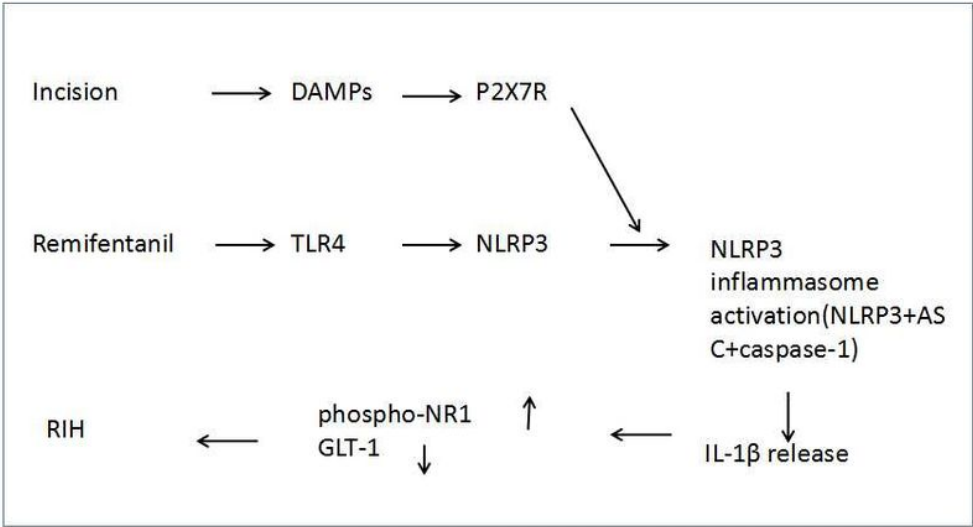 Incision DAMPs P2X7R
Remifentanil TLR4 NLRP3
NLRP3
inflammasome
activation(NLRP3+AS
C+caspase-1)
IL-1β release
phospho-NR1
GLT-1
RIH